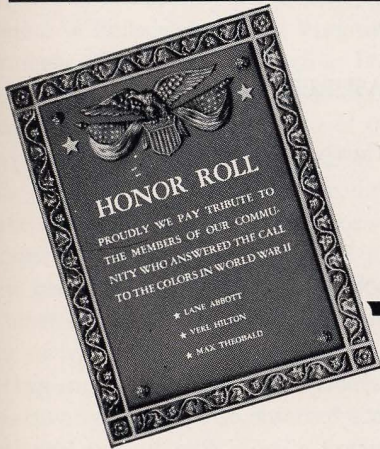 HONOR ROLL
PROUDLY WE PAY TRIBUTE TO
THE MEMBERS OF OUR COMMU-
NITY WHO ANSWERED THE CALL
TO THE COLORS IN WORLD WAR II
★ LANE ABBOTT
★ VERL HILTON
★ MAX THEOBALD